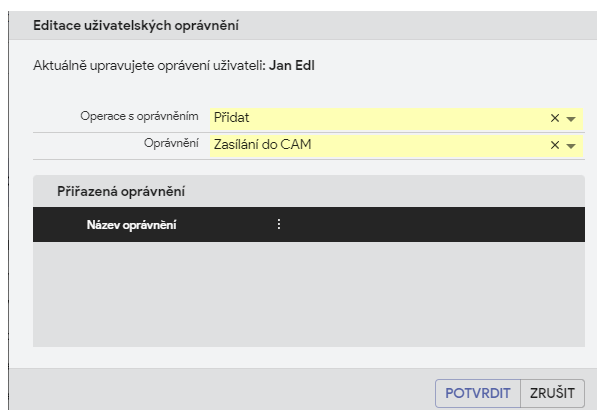 Editace uživatelských oprávnění
Aktuálně upravujete oprávení uživateli: Jan Edl
Operace s oprávněním Přidat
Oprávnění Zasílání do CAM
Přiřazená oprávnění
Název oprávnění
POTVRDIT ZRUŠIT